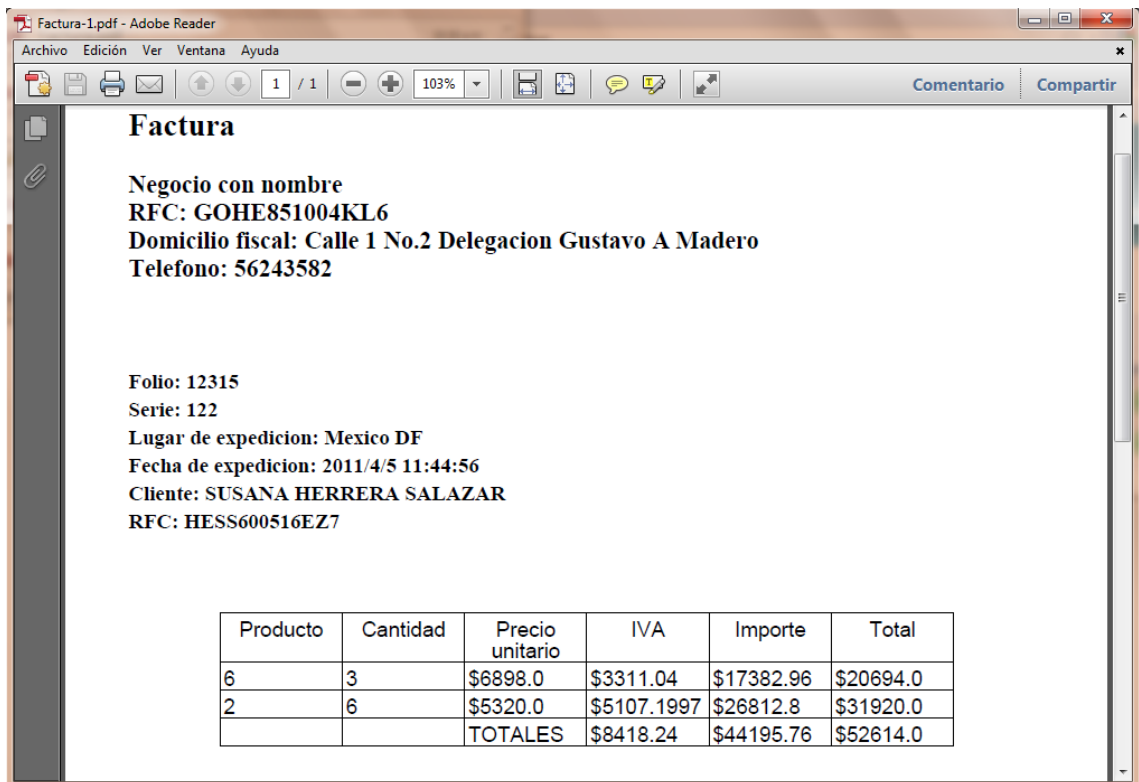 Factura-1.pdf - Adobe Reader
Archivo Edición Ver Ventana Ayuda
1 / 1 103% Comentario Compartir
Factura
Negocio con nombre
RFC: GOHE851004KL6
Domicilio fiscal: Calle 1 No.2 Delegacion Gustavo A Madero
Telefono: 56243582
Folio: 12315
Serie: 122
Lugar de expedicion: Mexico DF
Fecha de expedicion: 2011/4/5 11:44:56
Cliente: SUSANA HERRERA SALAZAR
RFC: HESS600516EZ7
Producto Cantidad Precio unitario IVA Importe Total
6 3 $6898.0 $3311.04 $17382.96 $20694.0
2 6 $5320.0 $5107.1997 $26812.8 $31920.0
TOTALES $8418.24 $44195.76 $52614.0